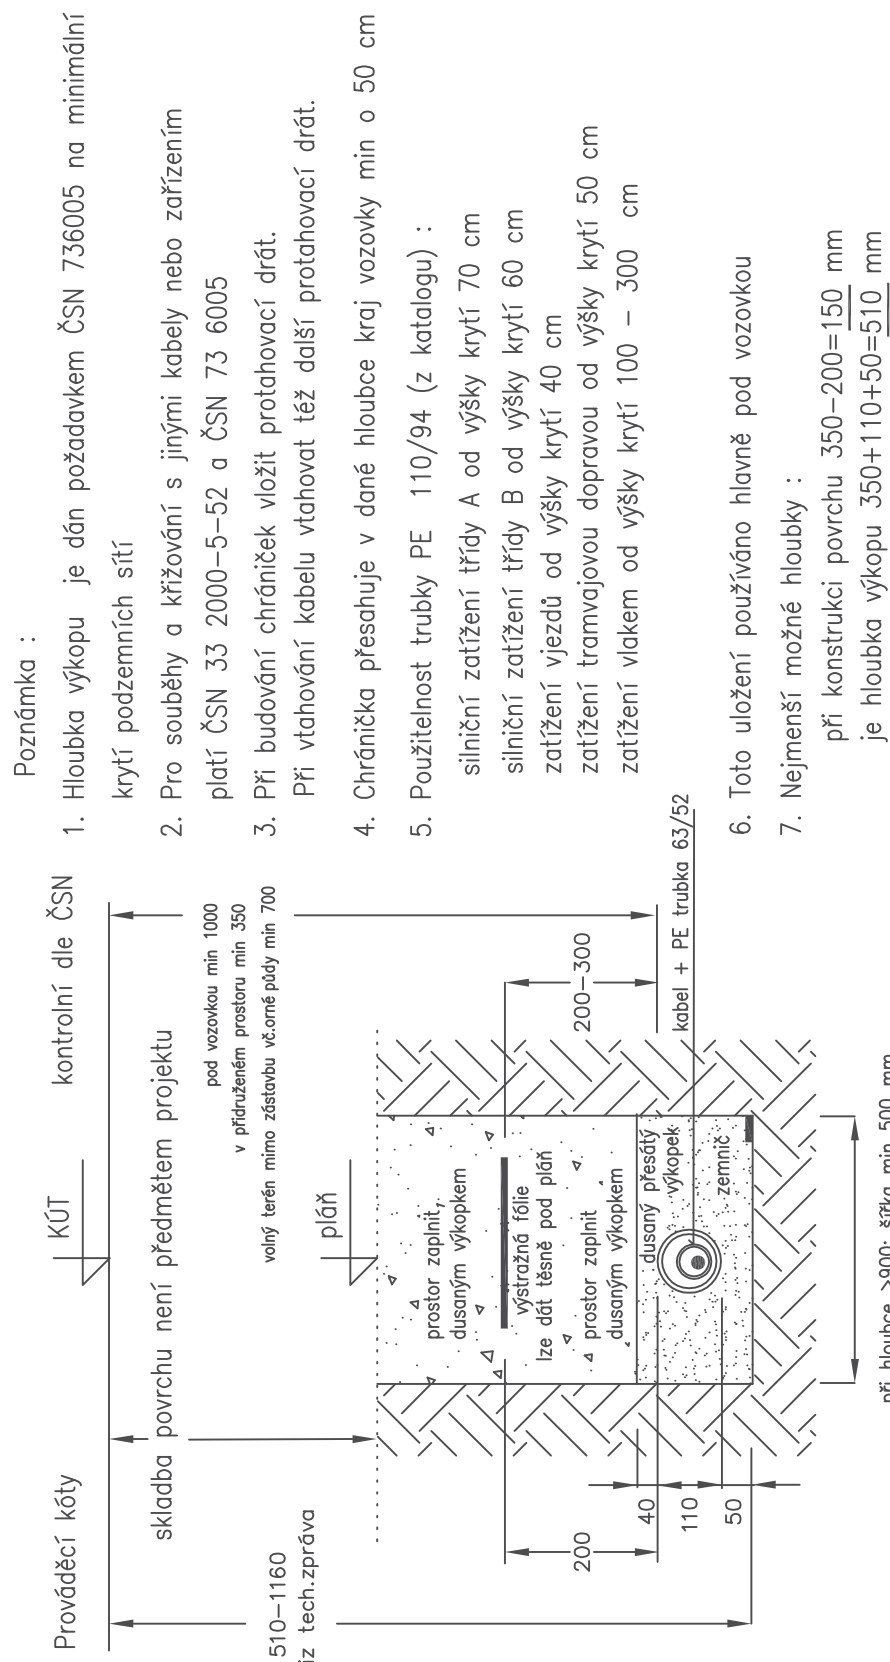 Prováděcí kóty
KÚT
kontrolní dle ČSN
skladba povrchu není předmětem projektu
pod vozovkou min 1000
v přidruženém prostoru min 350
volný terén mimo zástavbu vč.orné půdy min 700
510-1160
iz tech.zpráva
pláň
prostor zaplnit
dusaným výkopkem
výstražná fólie
lze dát těsně pod pláň
prostor zaplnit
dusaným výkopkem
200
200-300
dusaný přesátý
výkopek
zemnič
40
110
50
kabel + PE trubka 63/52
při hloubce >900: šířka min 500 mm
Poznámka :
1. Hloubka výkopu je dán požadavkem ČSN 736005 na minimální
krytí podzemních sítí
2. Pro souběhy a křižování s jinými kabely nebo zařízením
platí ČSN 33 2000-5-52 a ČSN 73 6005
3. Při budování chrániček vložit protahovací drát.
Při vtahování kabelu vtahovat též další protahovací drát.
4. Chránička přesahuje v dané hloubce kraj vozovky min o 50 cm
5. Použitelnost trubky PE 110/94 (z katalogu) :
silniční zatížení třídy A od výšky krytí 70 cm
silniční zatížení třídy B od výšky krytí 60 cm
zatížení vjezdů od výšky krytí 40 cm
zatížení tramvajovou dopravou od výšky krytí 50 cm
zatížení vlakem od výšky krytí 100 - 300 cm
6. Toto uložení používáno hlavně pod vozovkou
7. Nejmenší možné hloubky :
při konstrukci povrchu 350-200=150 mm
je hloubka výkopu 350+110+50=510 mm